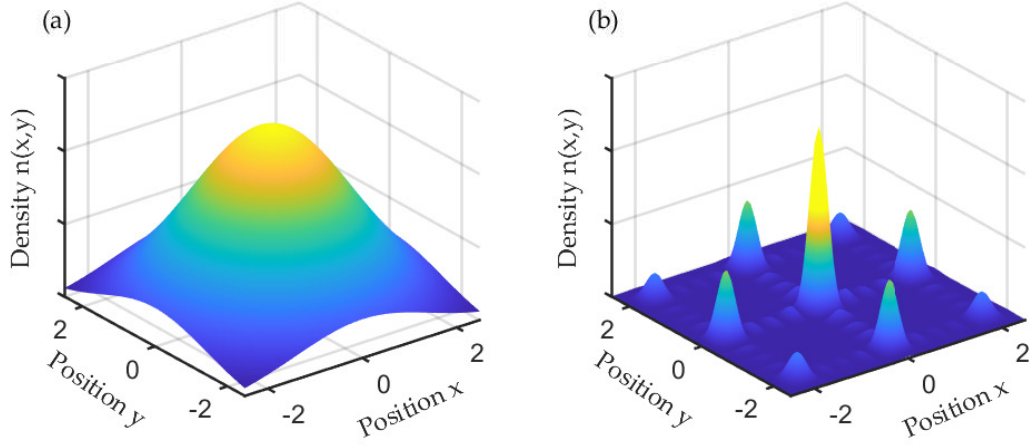 (a)
Density n(x,y)
2
0
-2
Position y
-2
0
2
Position x
(b)
Density n(x,y)
2
0
-2
Position y
-2
0
2
Position x